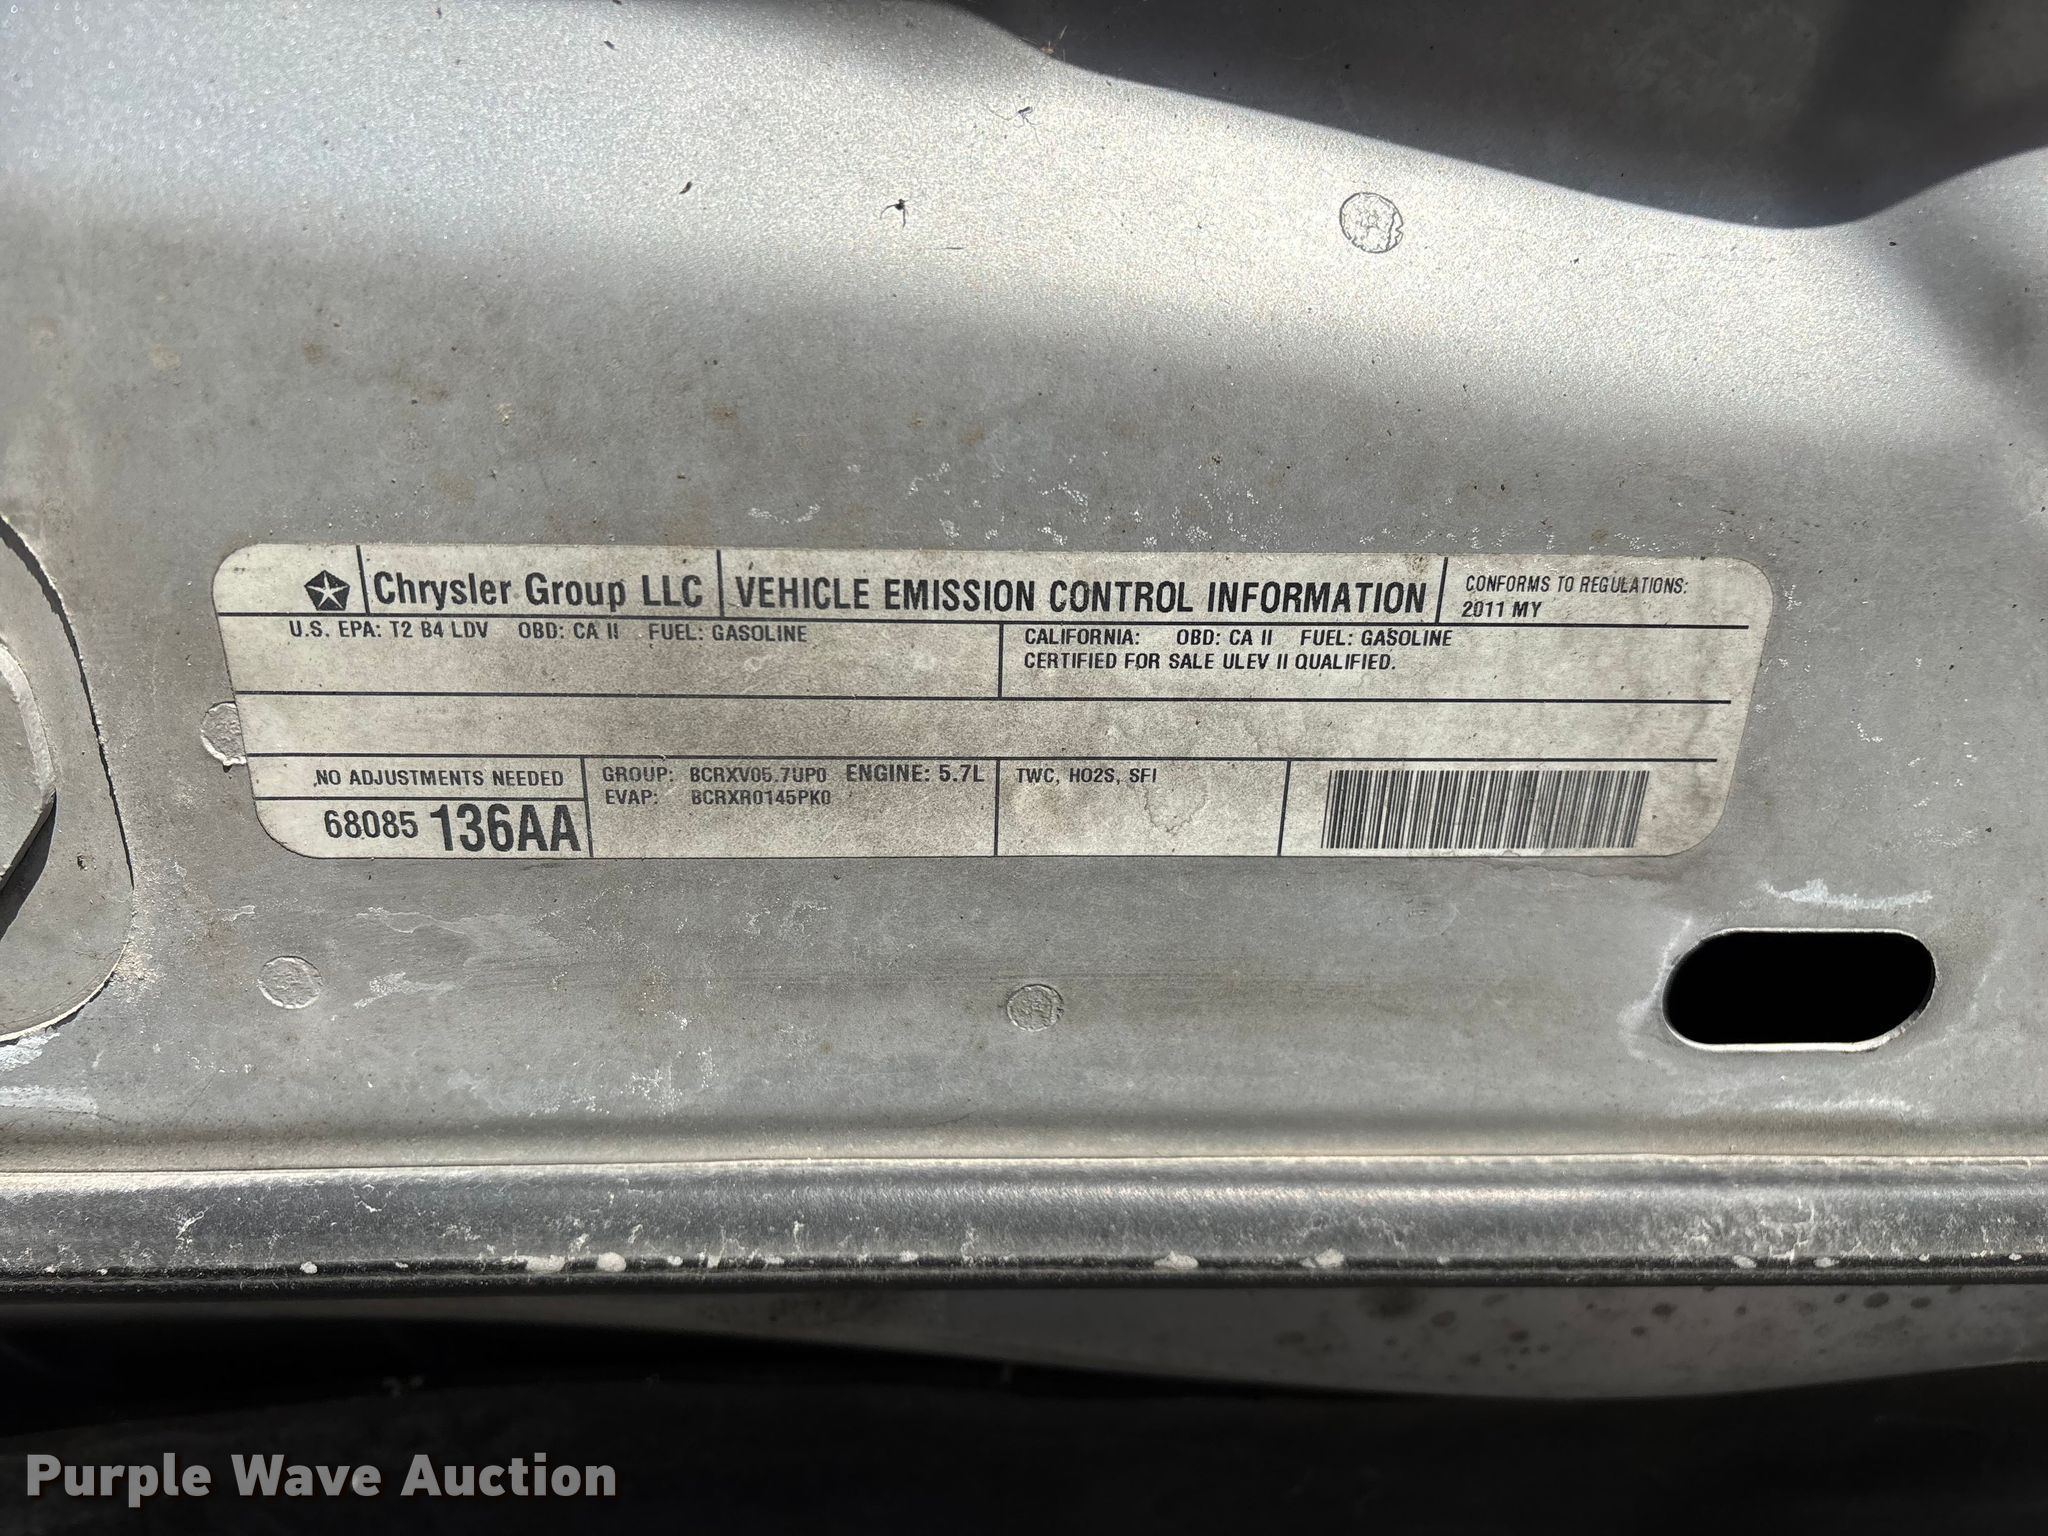 Chrysler Group LLC
VEHICLE EMISSION CONTROL INFORMATION
CONFORMS TO REGULATIONS:
2011 MY
U.S. EPA: T2 B4 LDV OBD: CA II FUEL: GASOLINE
CALIFORNIA: OBD: CA II FUEL: GASOLINE
CERTIFIED FOR SALE ULEV II QUALIFIED.
NO ADJUSTMENTS NEEDED
68085 136AA
GROUP: BCRXV05.7UP0 ENGINE: 5.7L
EVAP: BCRXR0145PK0
TWC, HO2S, SFI
Purple Wave Auction